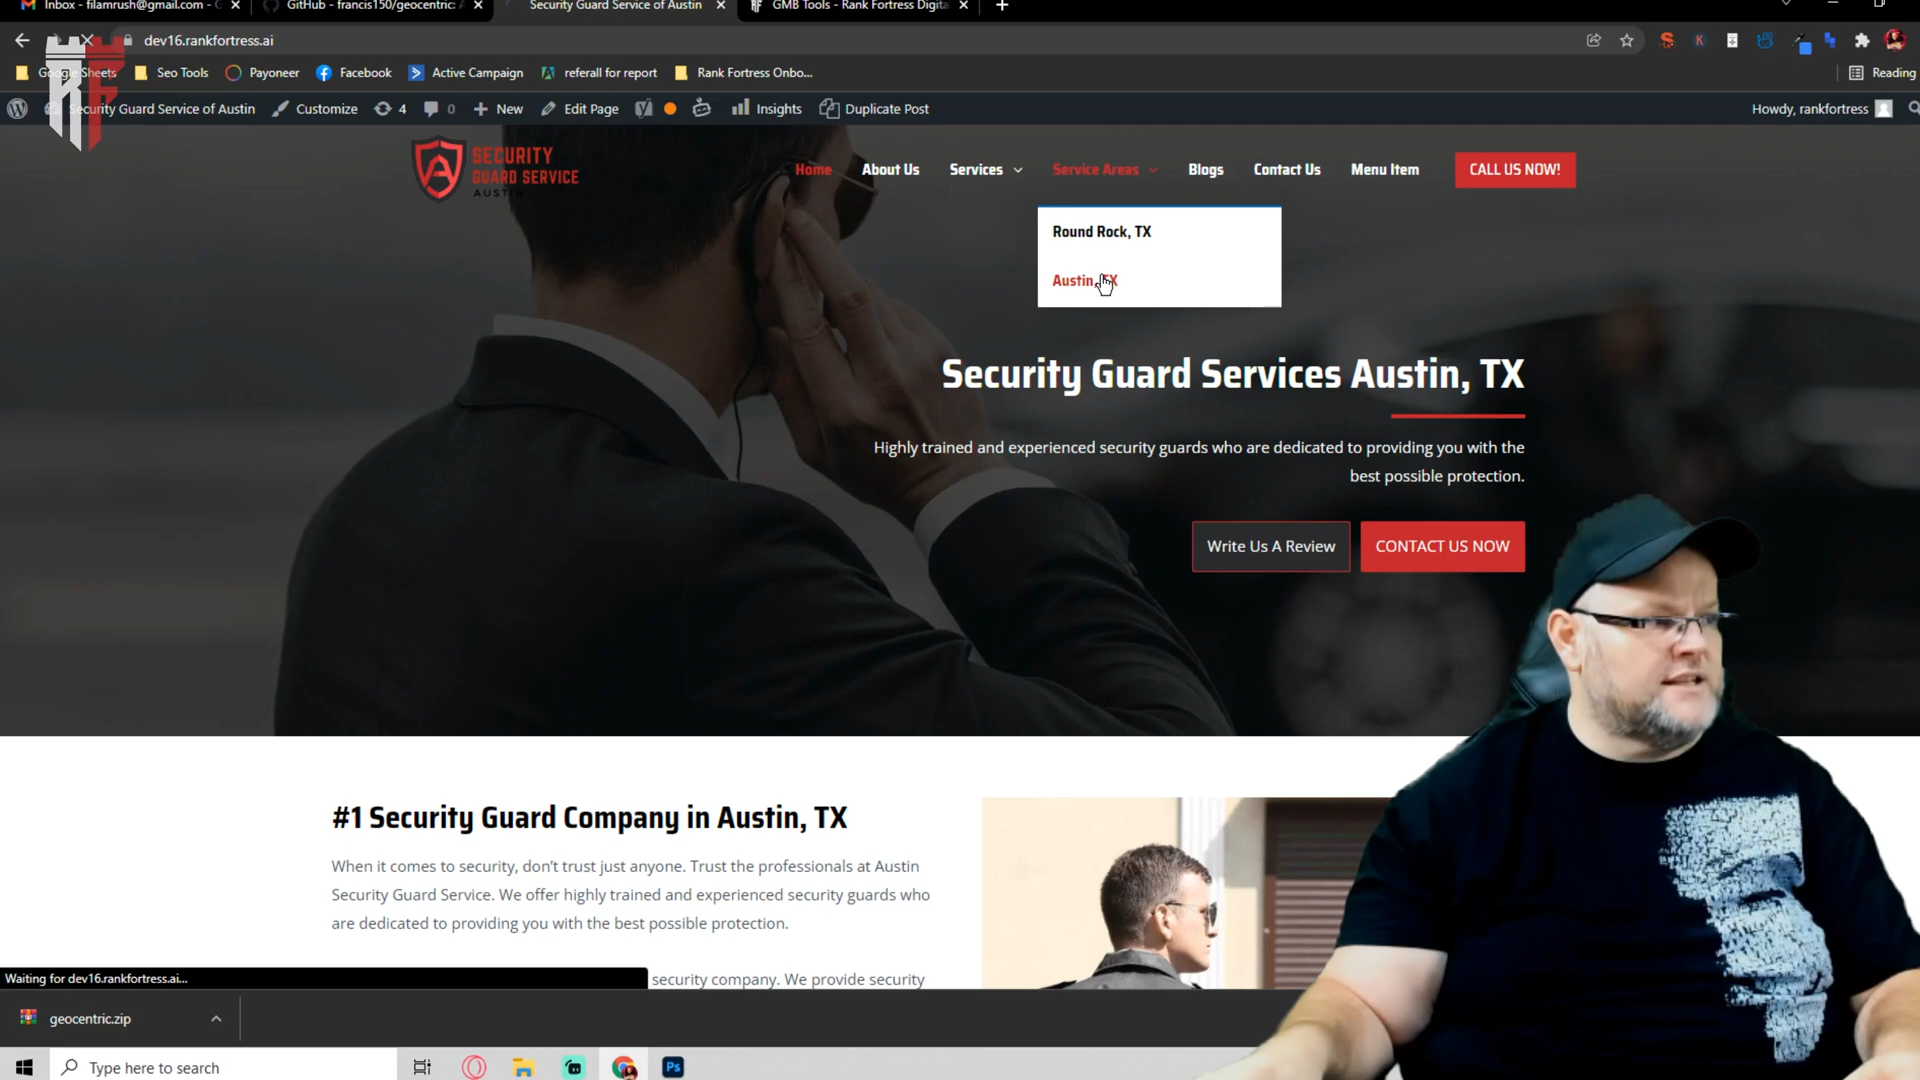 Inbox - filamrush@gmail.com - G
GitHub - francis150/geocentric:
Security Guard Service of Austin
GMB Tools - Rank Fortress Digita
dev16.rankfortress.ai
Google Sheets
Seo Tools
Payoneer
Facebook
Active Campaign
referall for report
Rank Fortress Onbo...
Reading
Security Guard Service of Austin
Customize
4
0
New
Edit Page
Insights
Duplicate Post
Howdy, rankfortress
RF
SECURITY
GUARD SERVICE
AUSTIN
Home
About Us
Services
Service Areas
Blogs
Contact Us
Menu Item
CALL US NOW!
Round Rock, TX
Austin, TX
Security Guard Services Austin, TX
Highly trained and experienced security guards who are dedicated to providing you with the
best possible protection.
Write Us A Review
CONTACT US NOW
#1 Security Guard Company in Austin, TX
When it comes to security, don't trust just anyone. Trust the professionals at Austin
Security Guard Service. We offer highly trained and experienced security guards who
are dedicated to providing you with the best possible protection.
security company. We provide security
Waiting for dev16.rankfortress.ai...
geocentric.zip
Type here to search
Ps